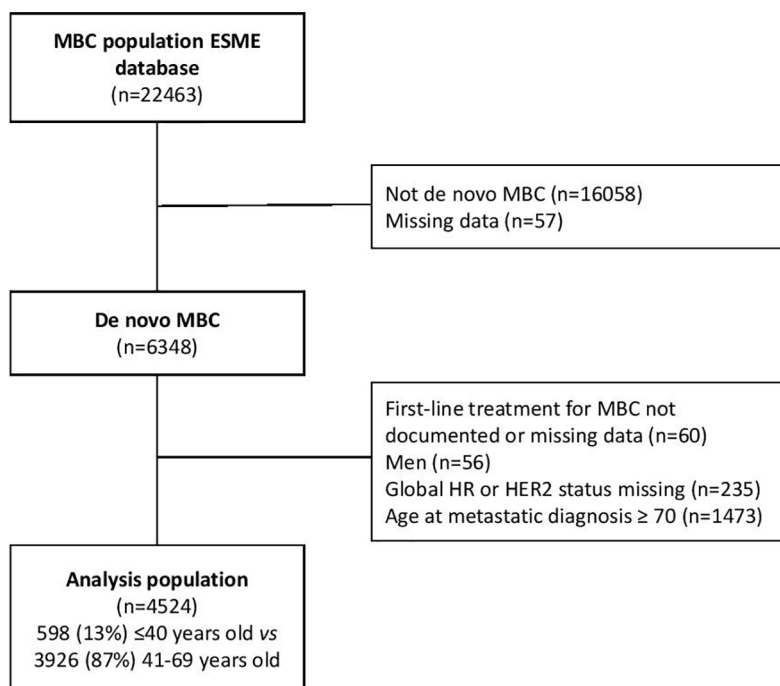 MBC population ESME
database
(n=22463)
Not de novo MBC (n=16058)
Missing data (n=57)
De novo MBC
(n=6348)
First-line treatment for MBC not
documented or missing data (n=60)
Men (n=56)
Global HR or HER2 status missing (n=235)
Age at metastatic diagnosis ≥ 70 (n=1473)
Analysis population
(n=4524)
598 (13%) ≤40 years old vs
3926 (87%) 41-69 years old